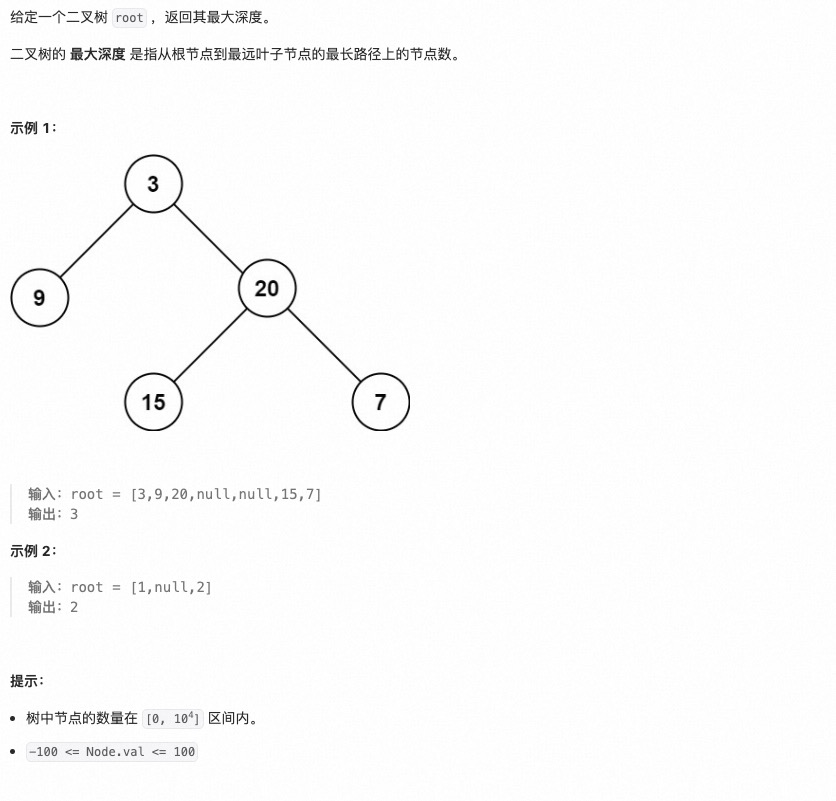 给定一个二叉树 root ，返回其最大深度。
二叉树的 最大深度 是指从根节点到最远叶子节点的最长路径上的节点数。
示例 1：
3
9
20
15
7
输入：root = [3,9,20,null,null,15,7]
输出：3
示例 2：
输入：root = [1,null,2]
输出：2
提示：
• 树中节点的数量在 [0, 10⁴] 区间内。
• -100 <= Node.val <= 100